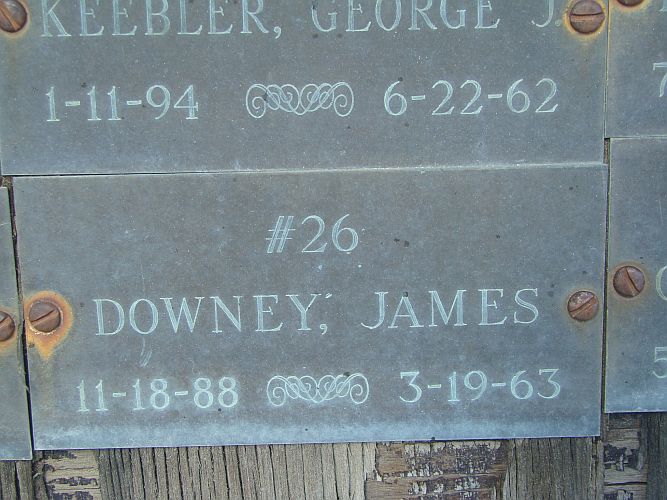 KEEBLER, GEORGE J.
1-11-94 6-22-62
#26
DOWNEY, JAMES
11-18-88 3-19-63